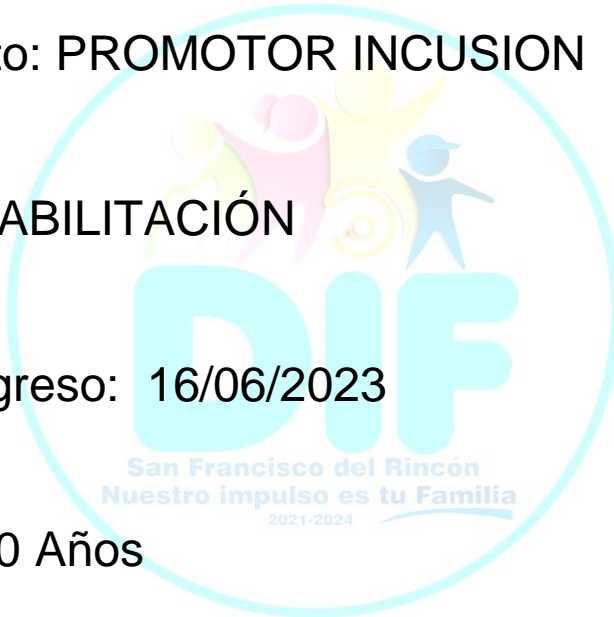 to: PROMOTOR INCUSION
ABILITACIÓN
greso: 16/06/2023
DIF
San Francisco del Rincón
Nuestro impulso es tu Familia
2021-2024
0 Años